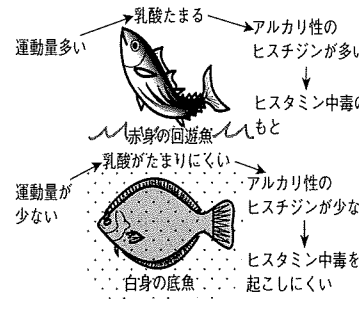 乳酸たまる
運動量多い
アルカリ性の
ヒスチジンが多い
ヒスタミン中毒の
もと
赤身の回遊魚
乳酸がたまりにくい
運動量が
少ない
アルカリ性の
ヒスチジンが少な
ヒスタミン中毒を
起こしにくい
白身の底魚